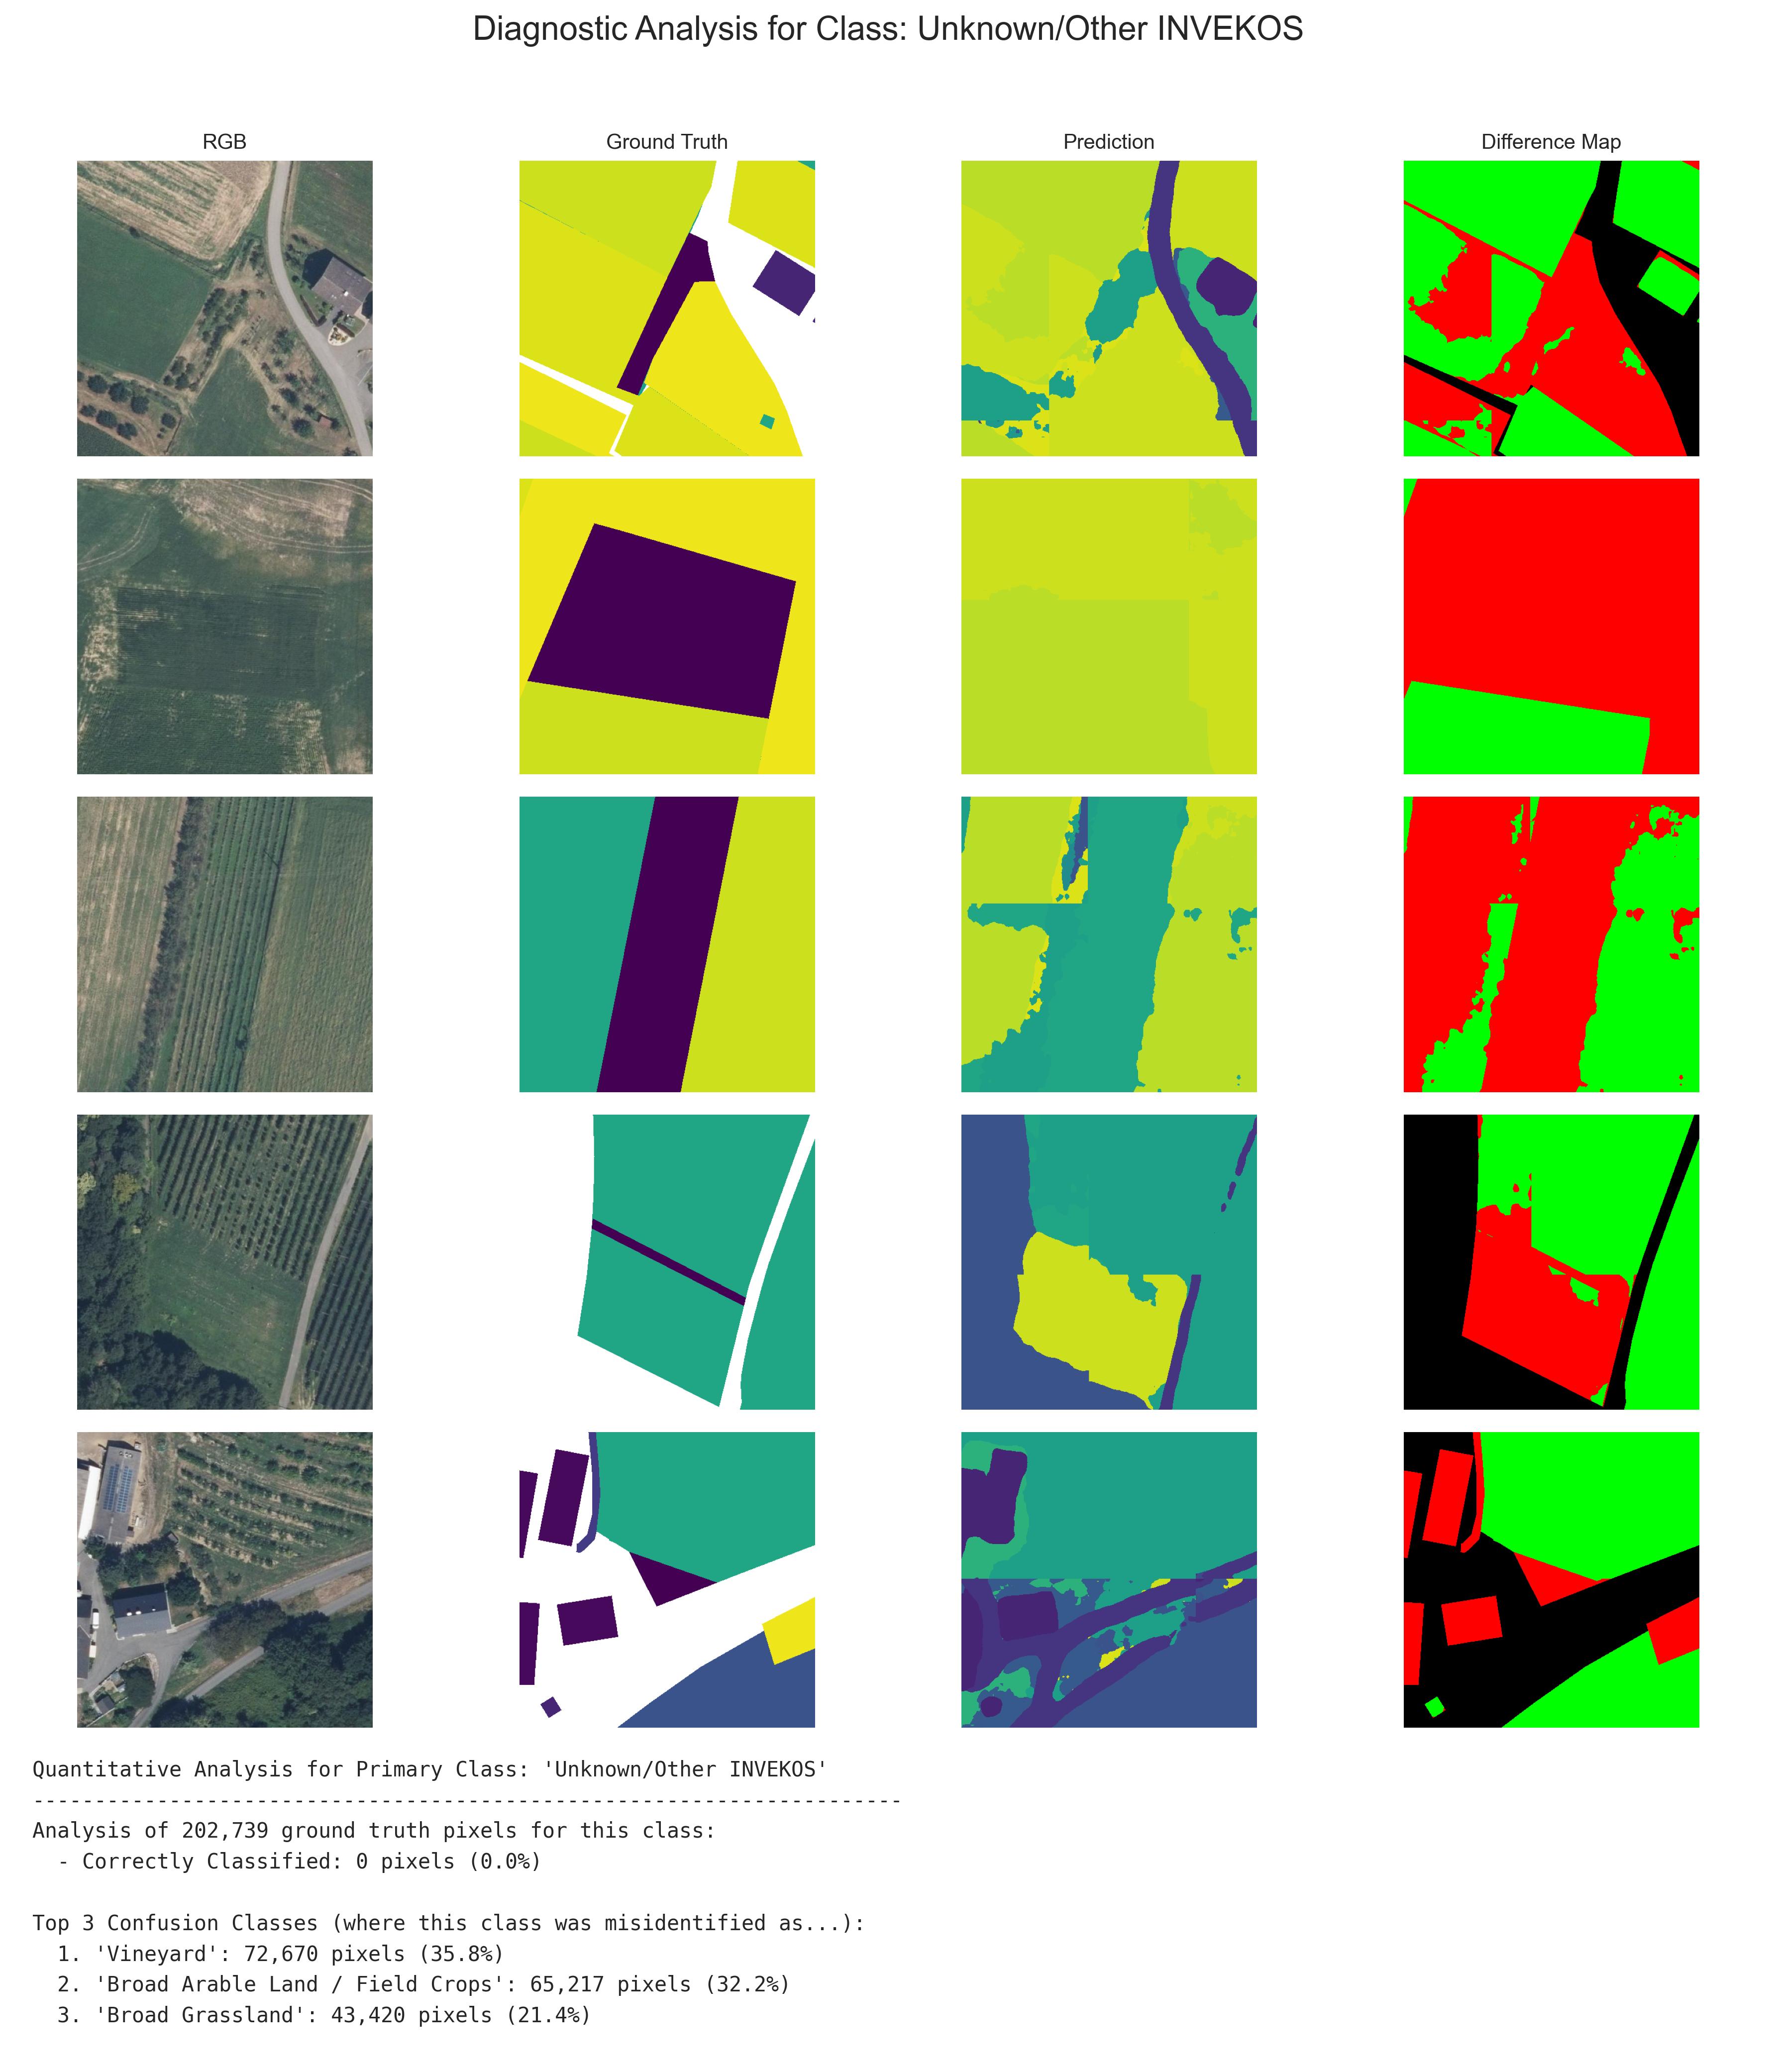 Diagnostic Analysis for Class: Unknown/Other INVEKOS
RGB
Ground Truth
Prediction
Difference Map
Quantitative Analysis for Primary Class: 'Unknown/Other INVEKOS'
----------------------------------------------------------------------
Analysis of 202,739 ground truth pixels for this class:
- Correctly Classified: 0 pixels (0.0%)
Top 3 Confusion Classes (where this class was misidentified as...):
1. 'Vineyard': 72,670 pixels (35.8%)
2. 'Broad Arable Land / Field Crops': 65,217 pixels (32.2%)
3. 'Broad Grassland': 43,420 pixels (21.4%)